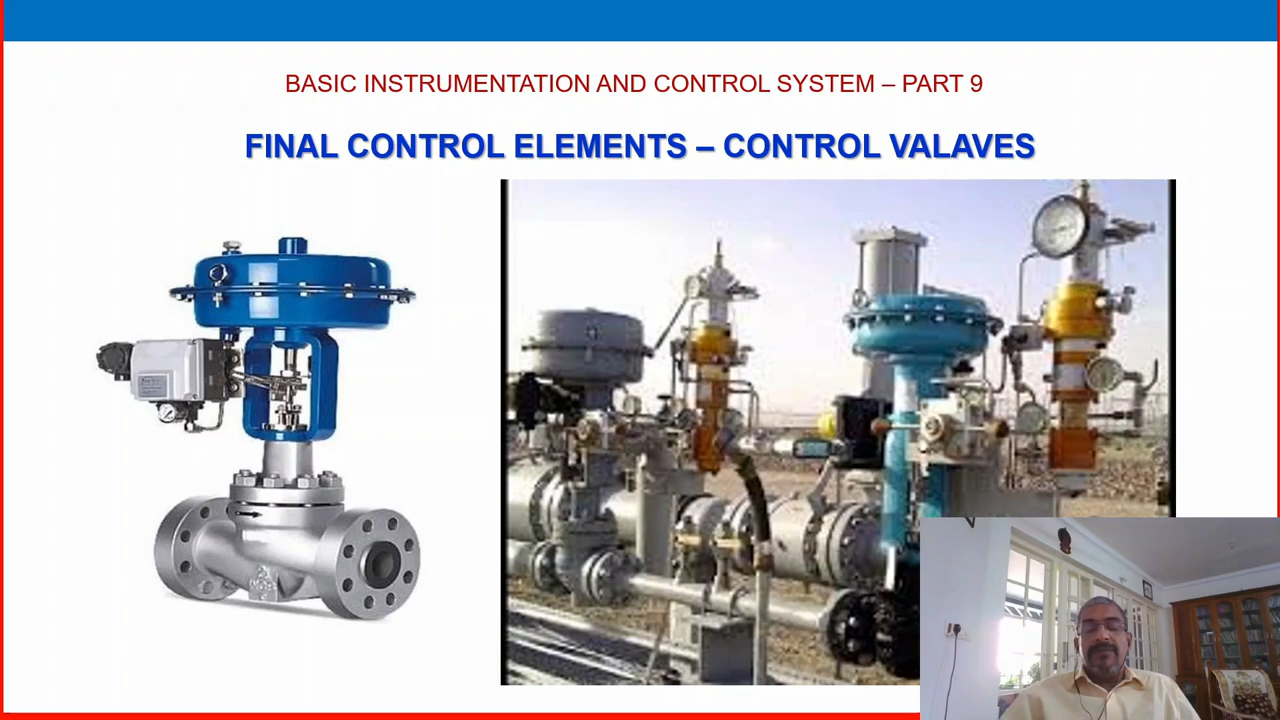 BASIC INSTRUMENTATION AND CONTROL SYSTEM – PART 9
FINAL CONTROL ELEMENTS – CONTROL VALAVES